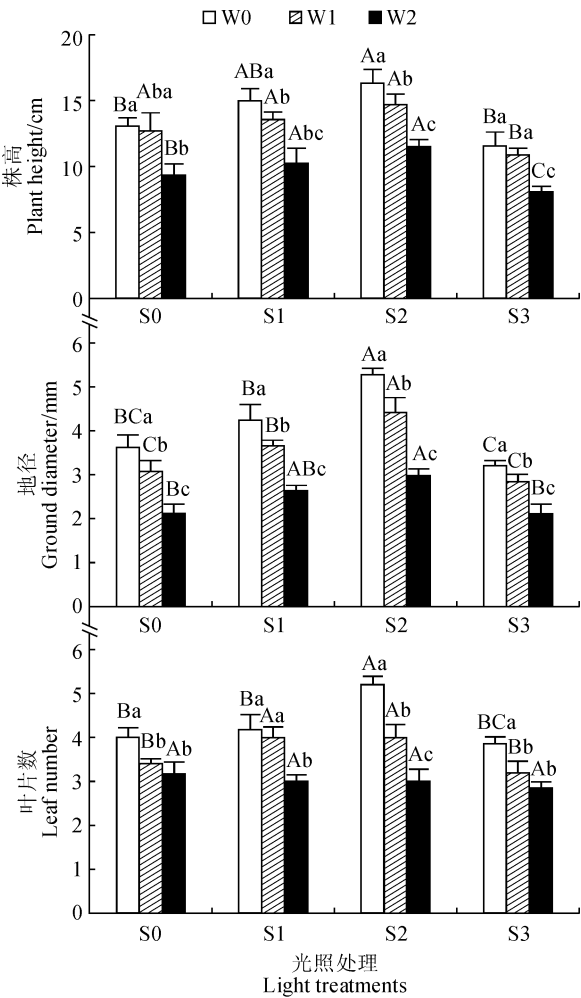 W0 W1 W2
株高
Plant height/cm
20
15
10
5
0
Ba Aba Bb
ABa Ab Abc
Aa Ab Ac
Ba Ba Cc
S0 S1 S2 S3
地径
Ground diameter/mm
6
5
4
3
2
1
0
BCa Cb Bc
Ba Bb ABc
Aa Ab Ac
Ca Cb Bc
S0 S1 S2 S3
叶片数
Leaf number
6
5
4
3
2
1
0
Ba Bb Ab
Ba Aa Ab
Aa Ab Ac
BCa Bb Ab
S0 S1 S2 S3
光照处理
Light treatments